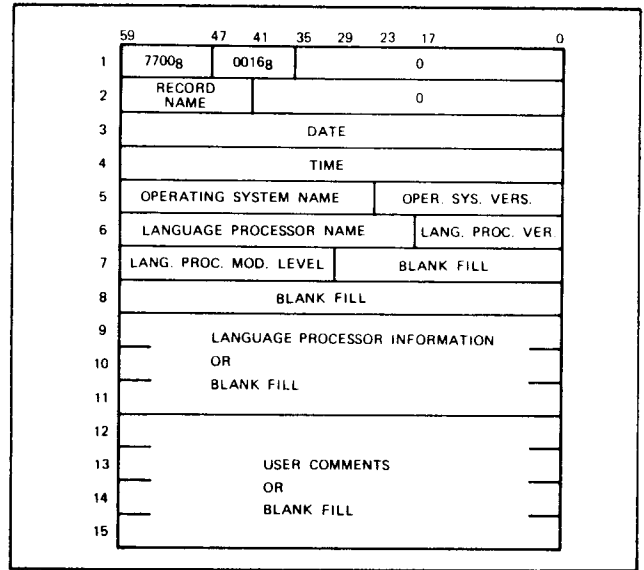 59 47 41 35 29 23 17 0
1 7700₈ 0016₈ 0
2 RECORD NAME 0
3 DATE
4 TIME
5 OPERATING SYSTEM NAME OPER. SYS. VERS.
6 LANGUAGE PROCESSOR NAME LANG. PROC. VER.
7 LANG. PROC. MOD. LEVEL BLANK FILL
8 BLANK FILL
9 LANGUAGE PROCESSOR INFORMATION
10 OR
11 BLANK FILL
12
13 USER COMMENTS
14 OR
BLANK FILL
15